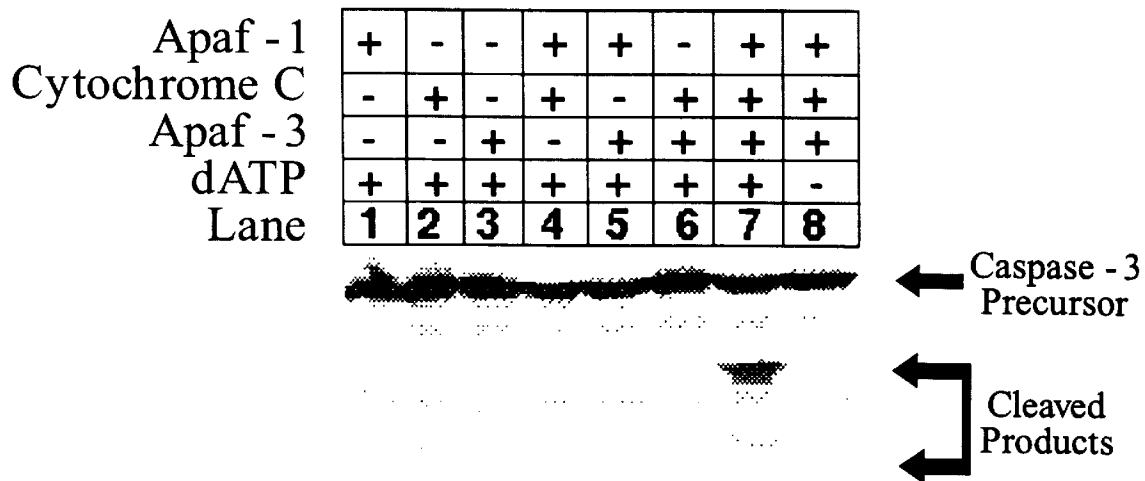 Apaf - 1 + - - + + - + +
Cytochrome C - + - + - + + +
Apaf - 3 - - + - + + + +
dATP + + + + + + + -
Lane 1 2 3 4 5 6 7 8
Caspase - 3
Precursor
Cleaved
Products